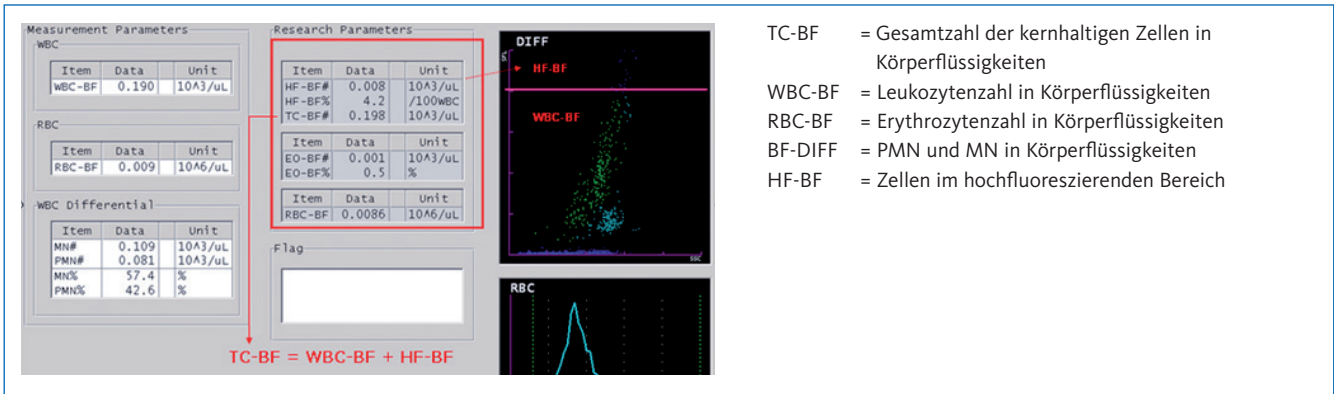 Measurement Parameters
WBC
Item Data Unit
WBC-BF 0.190 10^3/uL
RBC
Item Data Unit
RBC-BF 0.009 10^6/uL
WBC Differential
Item Data Unit
MN# 0.109 10^3/uL
PMN# 0.081 10^3/uL
MN% 57.4 %
PMN% 42.6 %
Research Parameters
Item Data Unit
HF-BF# 0.008 10^3/uL
HF-BF% 4.2 /100WBC
TC-BF# 0.198 10^3/uL
Item Data Unit
EO-BF# 0.001 10^3/uL
EO-BF% 0.5 %
Item Data Unit
RBC-BF 0.0086 10^6/uL
Flag
TC-BF = WBC-BF + HF-BF
DIFF
HF-BF
WBC-BF
SSC
RBC
TC-BF = Gesamtzahl der kernhaltigen Zellen in
Körperflüssigkeiten
WBC-BF = Leukozytenzahl in Körperflüssigkeiten
RBC-BF = Erythrozytenzahl in Körperflüssigkeiten
BF-DIFF = PMN und MN in Körperflüssigkeiten
HF-BF = Zellen im hochfluoreszierenden Bereich